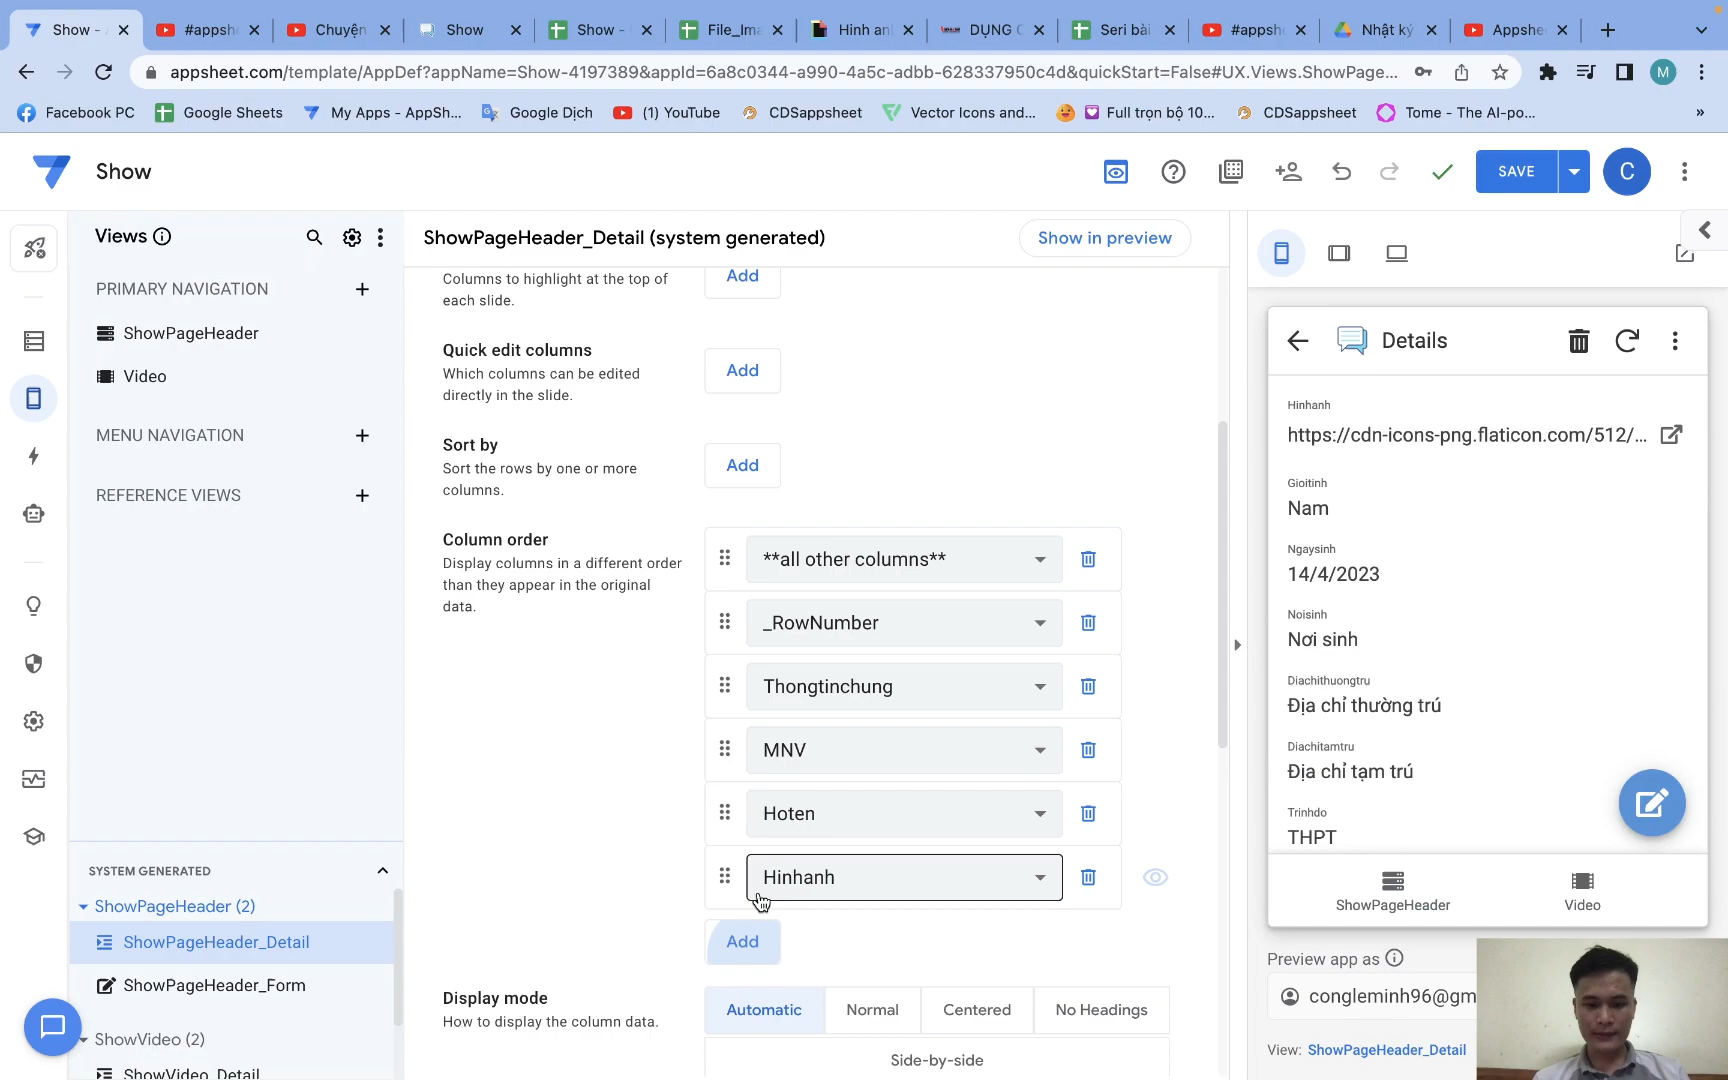 Show -
#appsh
Chuyện
Show
Show -
File_Ima
Hinh anh
DỤNG C
Seri bài
#appsh
Nhật ký
Appshe
appsheet.com/template/AppDef?appName=Show-4197389&appId=6a8c0344-a990-4a5c-adbb-628337950c4d&quickStart=False#UX.Views.ShowPage...
M
Facebook PC
Google Sheets
My Apps - AppSh...
Google Dịch
(1) YouTube
CDSappsheet
Vector Icons and...
Full trọn bộ 10...
CDSappsheet
Tome - The AI-po...
»
Show
SAVE
C
Views
PRIMARY NAVIGATION
ShowPageHeader
Video
MENU NAVIGATION
REFERENCE VIEWS
SYSTEM GENERATED
ShowPageHeader (2)
ShowPageHeader_Detail
ShowPageHeader_Form
ShowVideo (2)
ShowVideo_Detail
ShowPageHeader_Detail (system generated)
Show in preview
Columns to highlight at the top of
each slide.
Add
Quick edit columns
Which columns can be edited
directly in the slide.
Add
Sort by
Sort the rows by one or more
columns.
Add
Column order
Display columns in a different order
than they appear in the original
data.
**all other columns**
_RowNumber
Thongtinchung
MNV
Hoten
Hinhanh
Add
Display mode
How to display the column data.
Automatic
Normal
Centered
No Headings
Side-by-side
Details
Hinhanh
https://cdn-icons-png.flaticon.com/512/...
Gioitinh
Nam
Ngaysinh
14/4/2023
Noisinh
Nơi sinh
Diachithuongtru
Địa chỉ thường trú
Diachitamtru
Địa chỉ tạm trú
Trinhdo
THPT
ShowPageHeader
Video
Preview app as
congleminh96@gm
View: ShowPageHeader_Detail